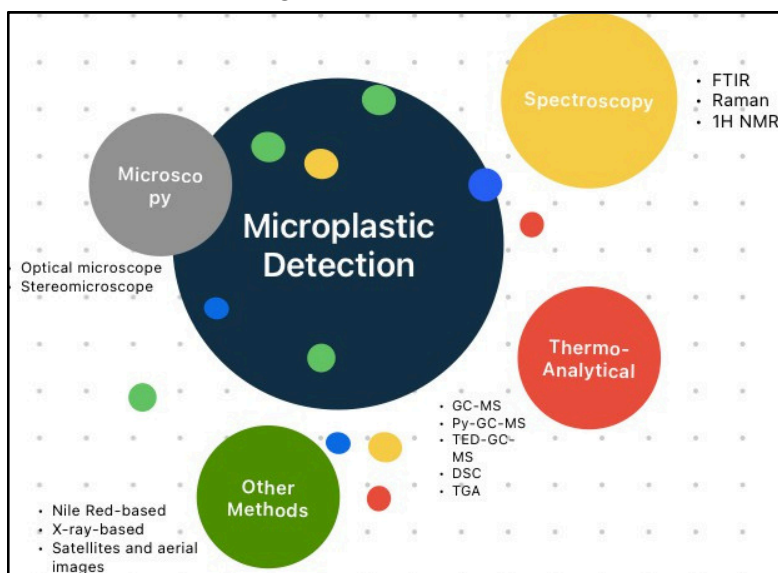 Spectroscopy
• FTIR
• Raman
• 1H NMR
Microsco
py
Microplastic
Detection
• Optical microscope
• Stereomicroscope
Thermo-
Analytical
• GC-MS
• Py-GC-MS
• TED-GC-
MS
• DSC
• TGA
Other
Methods
• Nile Red-based
• X-ray-based
• Satellites and aerial
images